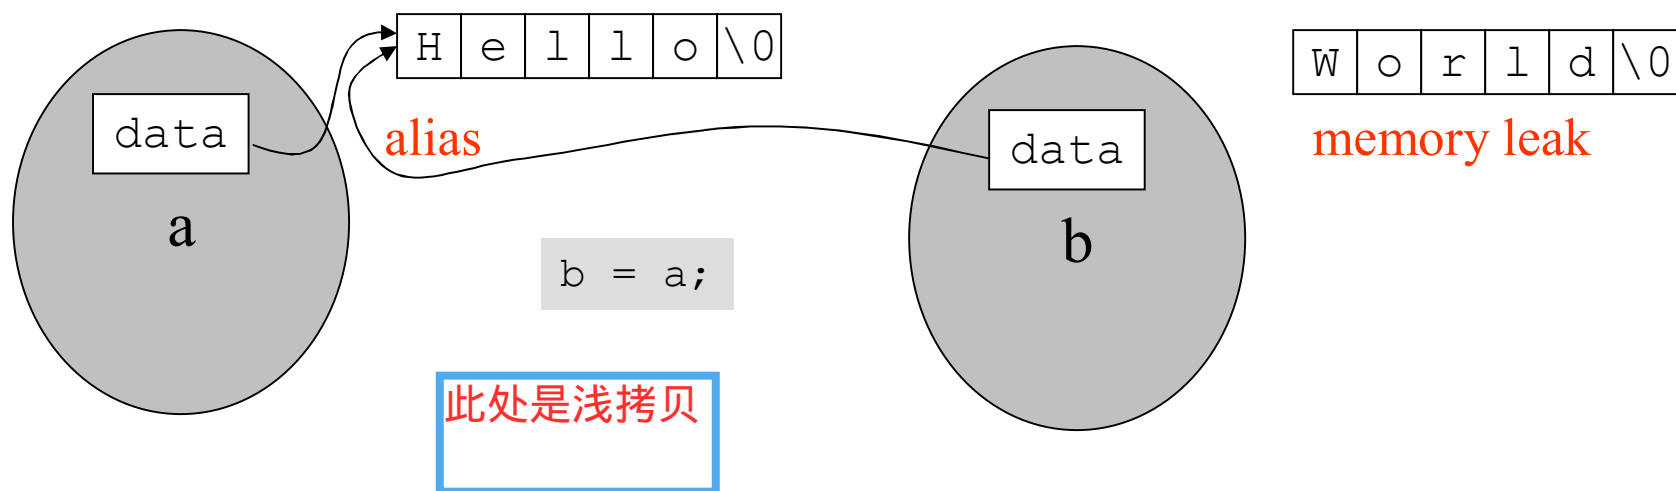 H e l l o \0
W o r l d \0
data
alias
data
memory leak
a
b
b = a;
此处是浅拷贝